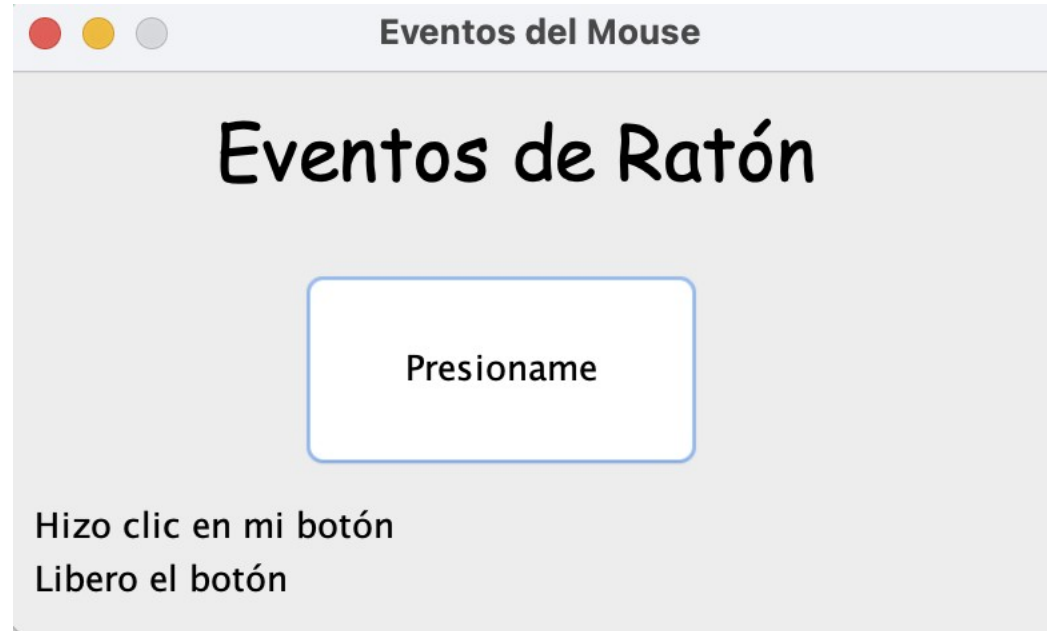 Eventos del Mouse
Eventos de Ratón
Presioname
Hizo clic en mi botón
Libero el botón